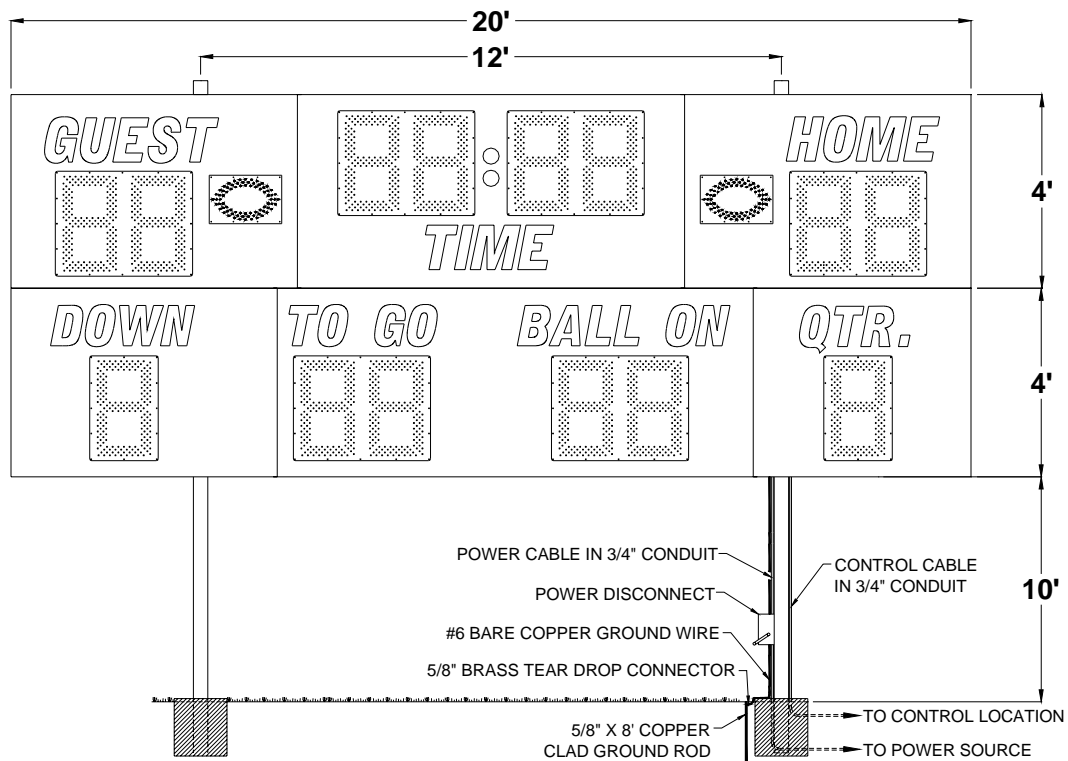 20'
12'
GUEST
HOME
4'
TIME
DOWN
TO GO
BALL ON
QTR.
4'
POWER CABLE IN 3/4" CONDUIT
CONTROL CABLE
IN 3/4" CONDUIT
10'
POWER DISCONNECT
#6 BARE COPPER GROUND WIRE
5/8" BRASS TEAR DROP CONNECTOR
5/8" X 8' COPPER
CLAD GROUND ROD
TO CONTROL LOCATION
TO POWER SOURCE